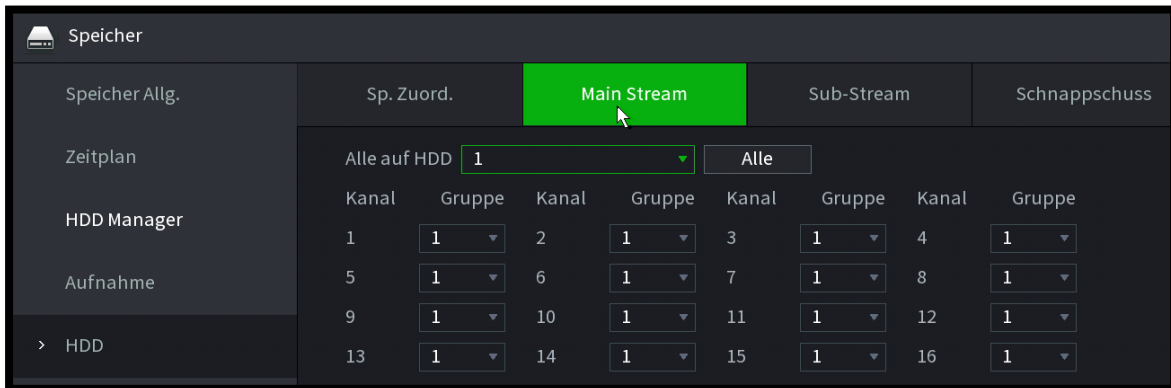 Speicher
Speicher Allg.
Zeitplan
HDD Manager
Aufnahme
> HDD
Sp. Zuord. Main Stream Sub-Stream Schnappschuss
Alle auf HDD 1 Alle
Kanal Gruppe Kanal Gruppe Kanal Gruppe Kanal Gruppe
1 1 2 1 3 1 4 1
5 1 6 1 7 1 8 1
9 1 10 1 11 1 12 1
13 1 14 1 15 1 16 1